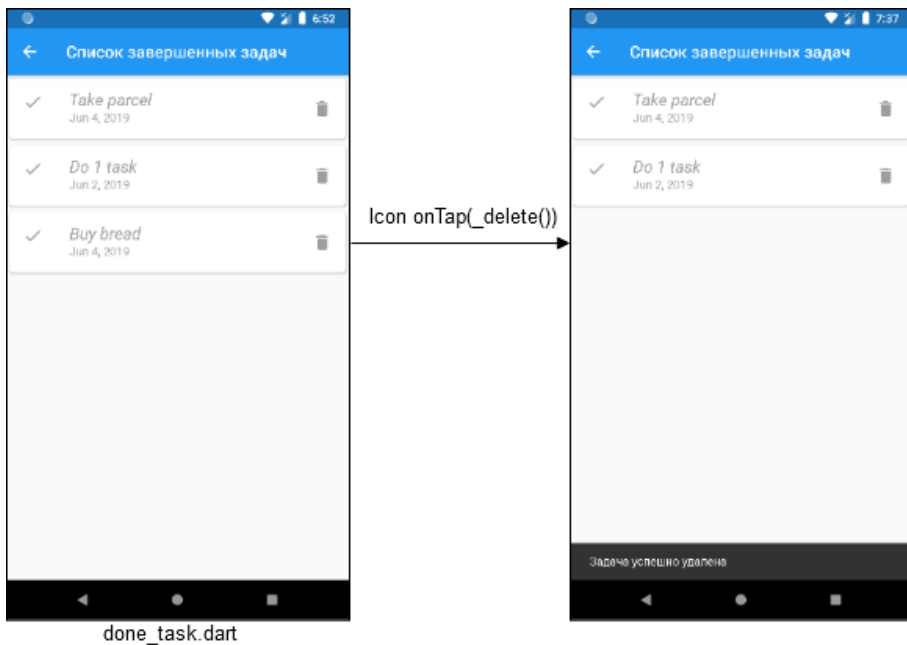 6:52
Список завершенных задач
Take parcel
Jun 4, 2019
Do 1 task
Jun 2, 2019
Buy bread
Jun 4, 2019
done_task.dart
Icon onTap(_delete())
7:37
Список завершенных задач
Take parcel
Jun 4, 2019
Do 1 task
Jun 2, 2019
Задача успешно удалена